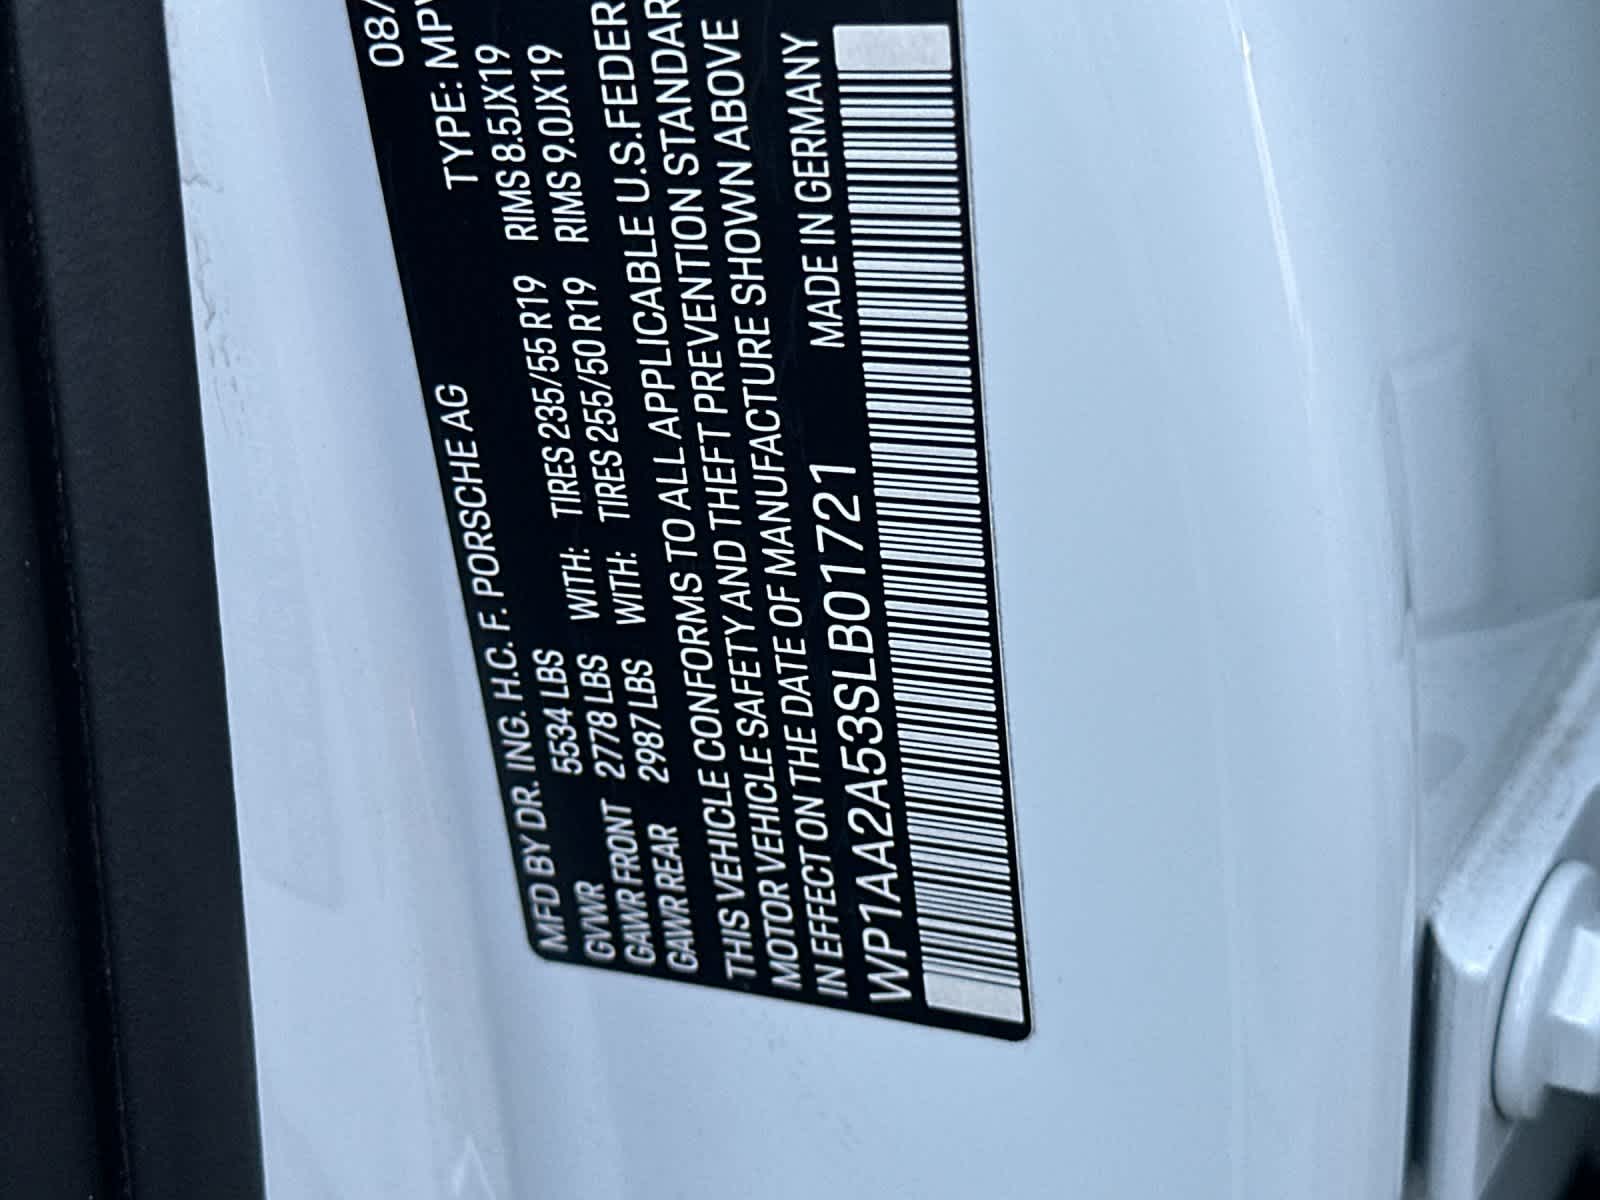 08/
MFD BY DR. ING. H.C. F. PORSCHE AG TYPE: MPV
GVWR 5534 LBS WITH: TIRES 235/55 R19 RIMS 8.5JX19
GAWR FRONT 2778 LBS WITH: TIRES 255/50 R19 RIMS 9.0JX19
GAWR REAR 2987 LBS
THIS VEHICLE CONFORMS TO ALL APPLICABLE U.S.FEDER
MOTOR VEHICLE SAFETY AND THEFT PREVENTION STANDAR
IN EFFECT ON THE DATE OF MANUFACTURE SHOWN ABOVE
WP1AA2A53SLB01721 MADE IN GERMANY